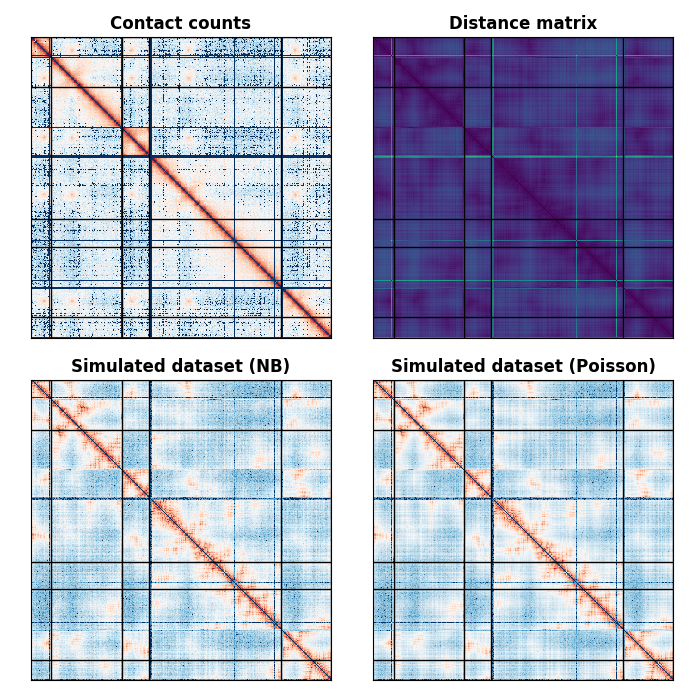 Contact counts
Distance matrix
Simulated dataset (NB)
Simulated dataset (Poisson)